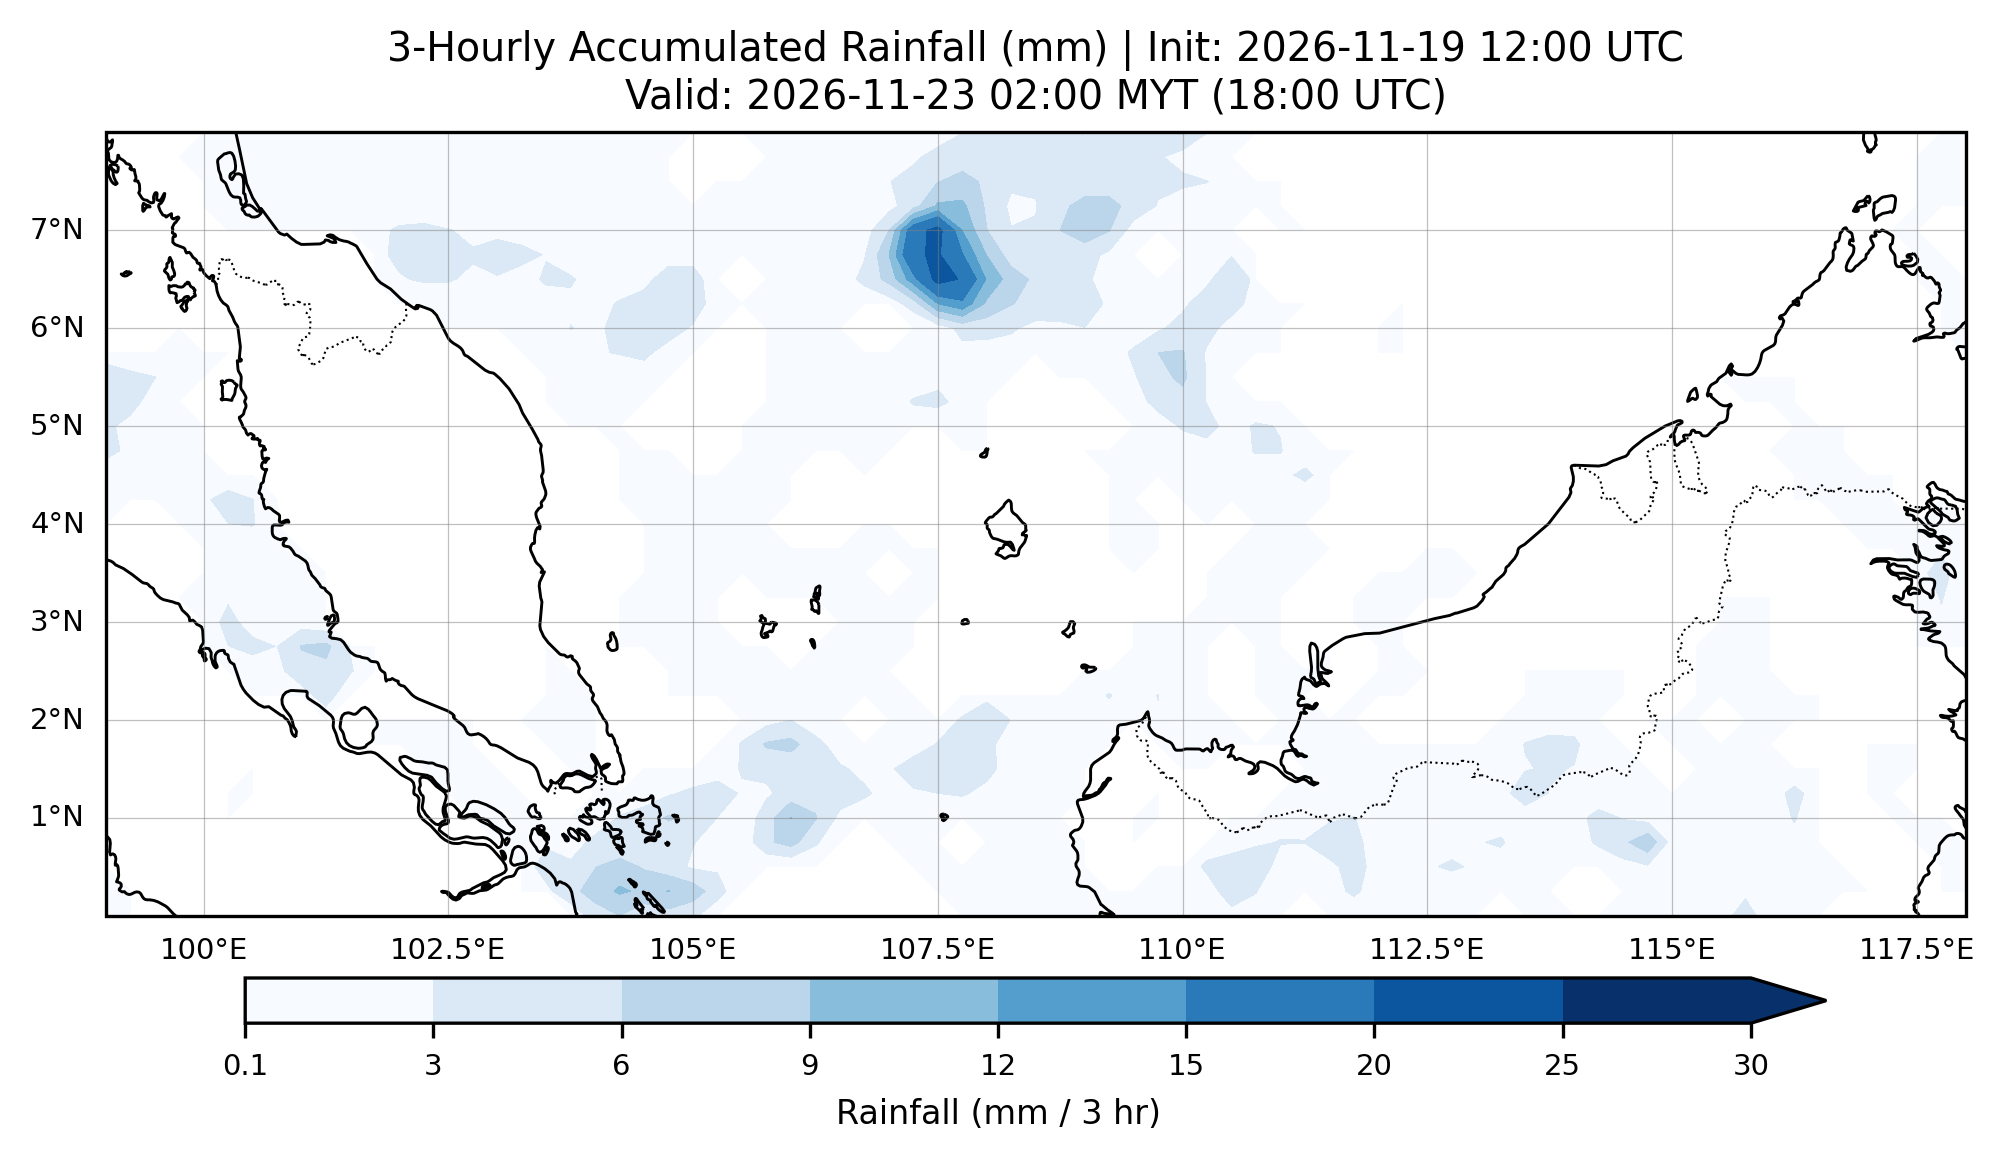 3-Hourly Accumulated Rainfall (mm) | Init: 2026-11-19 12:00 UTC
Valid: 2026-11-23 02:00 MYT (18:00 UTC)
7°N
6°N
5°N
4°N
3°N
2°N
1°N
100°E 102.5°E 105°E 107.5°E 110°E 112.5°E 115°E 117.5°E
0.1 3 6 9 12 15 20 25 30
Rainfall (mm / 3 hr)